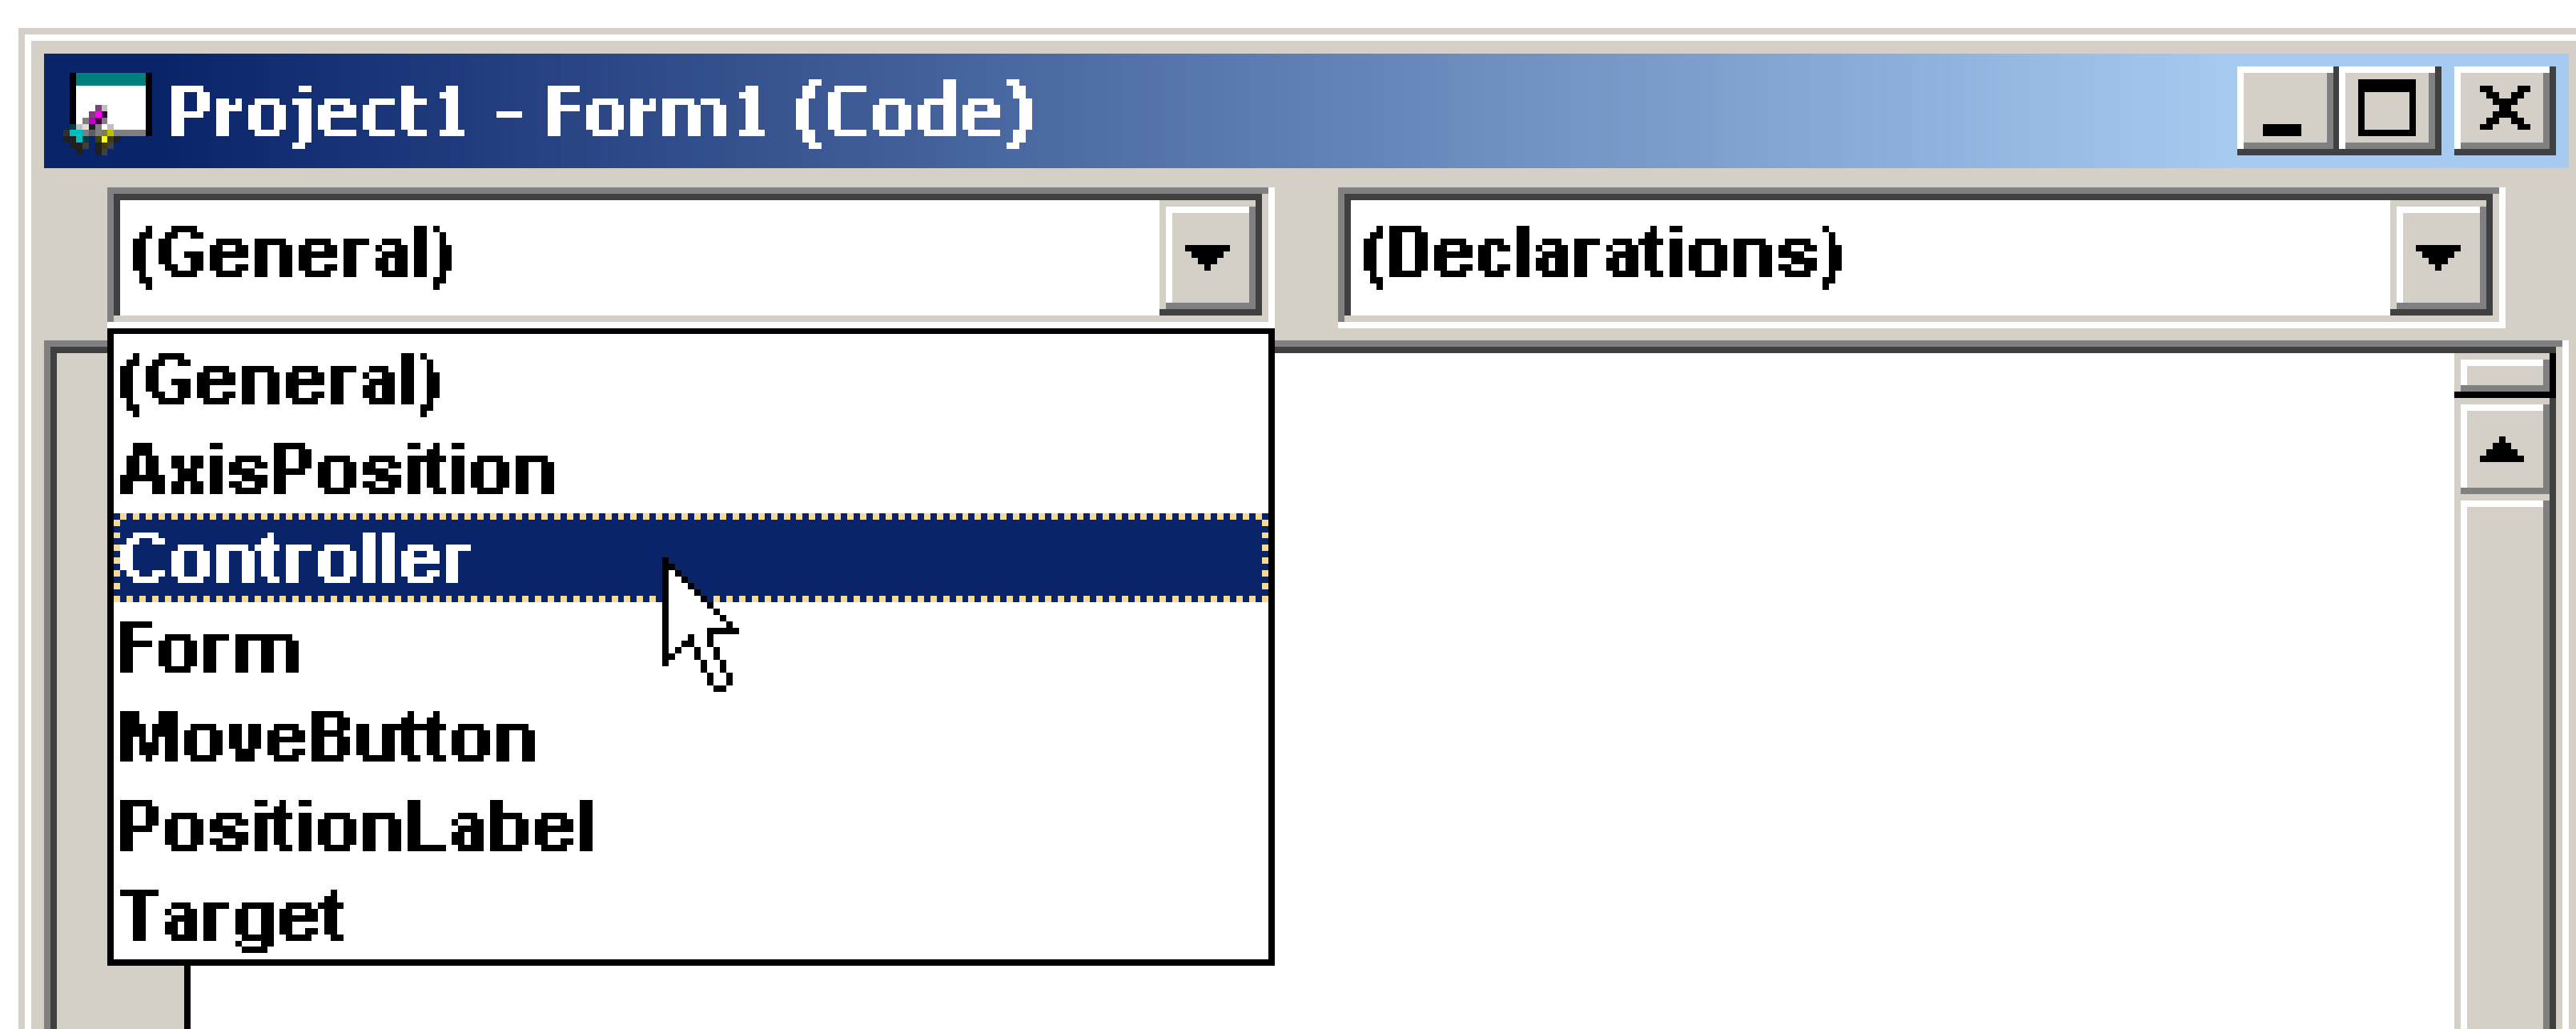 Project1 - Form1 (Code)
(General) (Declarations)
(General)
AxisPosition
Controller
Form
MoveButton
PositionLabel
Target